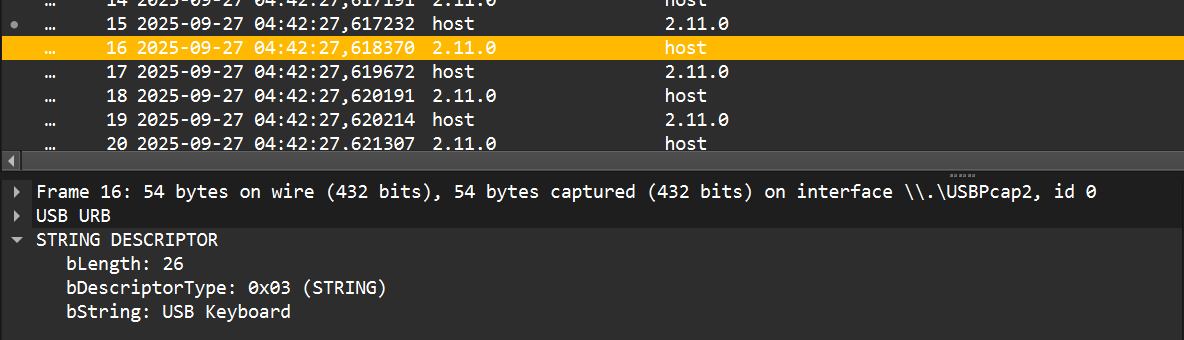 … 14 2025-09-27 04:42:27,617191 2.11.0 host
… 15 2025-09-27 04:42:27,617232 host 2.11.0
… 16 2025-09-27 04:42:27,618370 2.11.0 host
… 17 2025-09-27 04:42:27,619672 host 2.11.0
… 18 2025-09-27 04:42:27,620191 2.11.0 host
… 19 2025-09-27 04:42:27,620214 host 2.11.0
… 20 2025-09-27 04:42:27.621307 2.11.0 host
Frame 16: 54 bytes on wire (432 bits), 54 bytes captured (432 bits) on interface \\.\USBPcap2, id 0
USB URB
STRING DESCRIPTOR
bLength: 26
bDescriptorType: 0x03 (STRING)
bString: USB Keyboard